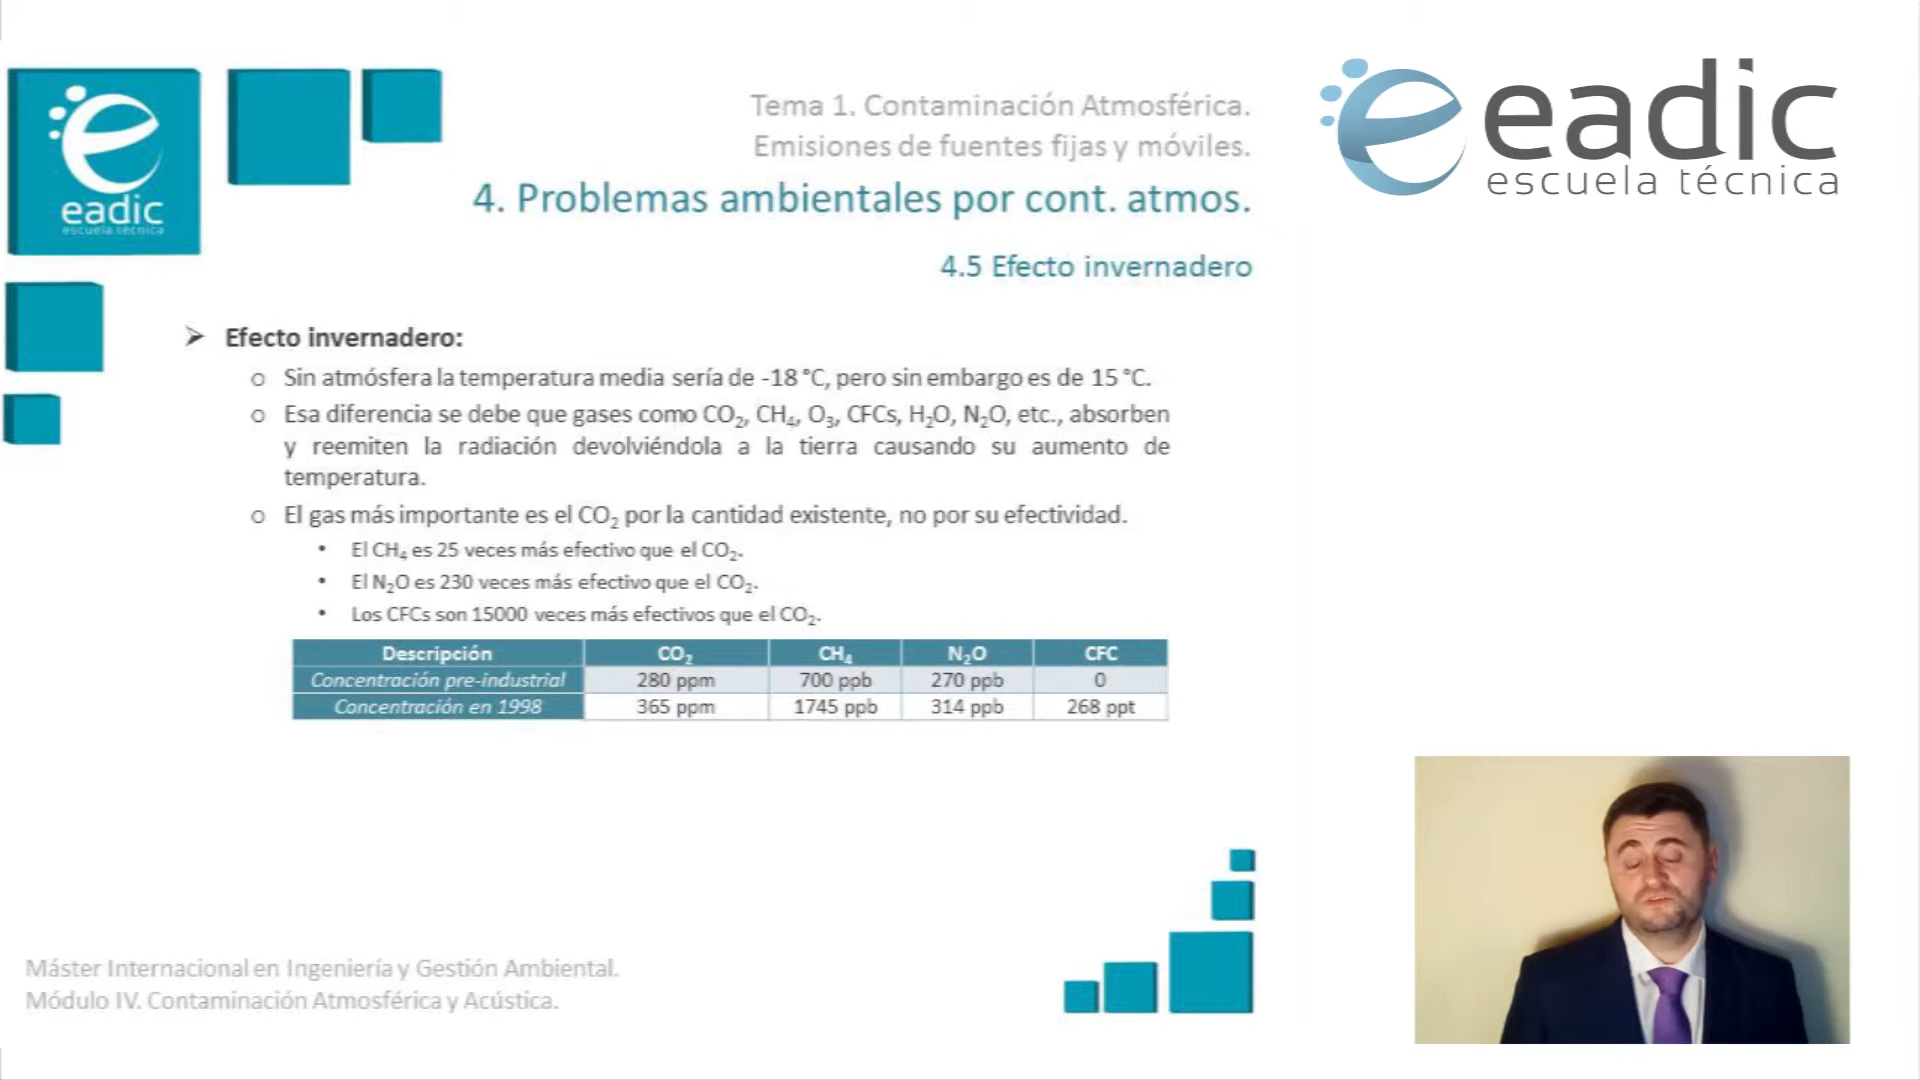 eadic
escuela técnica
Tema 1. Contaminación Atmosférica.
Emisiones de fuentes fijas y móviles.
4. Problemas ambientales por cont. atmos.
4.5 Efecto invernadero
eadic
escuela técnica
➢ Efecto invernadero:
o Sin atmósfera la temperatura media sería de -18 °C, pero sin embargo es de 15 °C.
o Esa diferencia se debe que gases como CO₂, CH₄, O₃, CFCs, H₂O, N₂O, etc., absorben
y reemiten la radiación devolviéndola a la tierra causando su aumento de
temperatura.
o El gas más importante es el CO₂ por la cantidad existente, no por su efectividad.
• El CH₄ es 25 veces más efectivo que el CO₂.
• El N₂O es 230 veces más efectivo que el CO₂.
• Los CFCs son 15000 veces más efectivos que el CO₂.
Descripción CO₂ CH₄ N₂O CFC
Concentración pre-industrial 280 ppm 700 ppb 270 ppb 0
Concentración en 1998 365 ppm 1745 ppb 314 ppb 268 ppt
Máster Internacional en Ingeniería y Gestión Ambiental.
Módulo IV. Contaminación Atmosférica y Acústica.